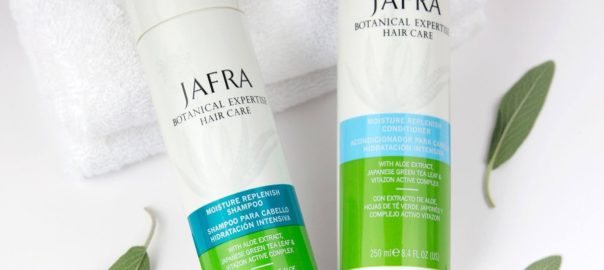 JAFRA
BOTANICAL EXPERTISE
HAIR CARE
MOISTURE REPLENISH
SHAMPOO
SHAMPOO PARA CABELLO
HIDRATACIÓN INTENSIVA
WITH ALOE EXTRACT,
JAPANESE GREEN TEA LEAF &
VITAZON ACTIVE COMPLEX
JAFRA
BOTANICAL EXPERTISE
HAIR CARE
MOISTURE REPLENISH
CONDITIONER
ACONDICIONADOR PARA
HIDRATACIÓN INTENSIVA
WITH ALOE EXTRACT,
JAPANESE GREEN TEA LEAF &
VITAZON ACTIVE COMPLEX
CON EXTRACTO DE ALOE,
HOJAS DE TÉ VERDE JAPONÉS Y
COMPLEJO ACTIVO VITAZON
250 ml e 8.4 FL OZ (US)